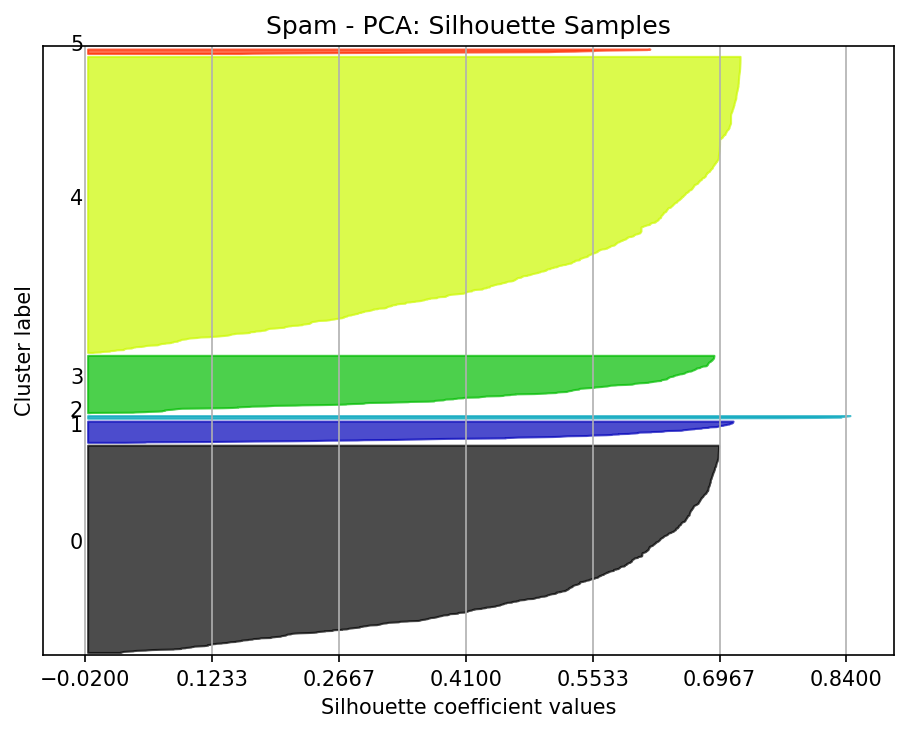 Spam - PCA: Silhouette Samples
Cluster label
5
4
3
2
1
0
−0.0200 0.1233 0.2667 0.4100 0.5533 0.6967 0.8400
Silhouette coefficient values